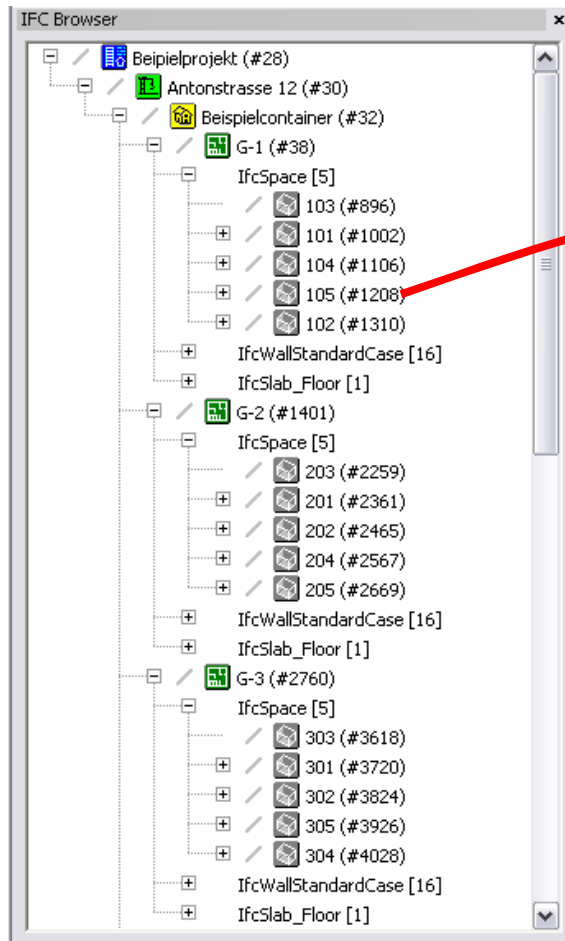 IFC Browser
Beipielprojekt (#28)
Antonstrasse 12 (#30)
Beispielcontainer (#32)
G-1 (#38)
IfcSpace [5]
103 (#896)
101 (#1002)
104 (#1106)
105 (#1208)
102 (#1310)
IfcWallStandardCase [16]
IfcSlab_Floor [1]
G-2 (#1401)
IfcSpace [5]
203 (#2259)
201 (#2361)
202 (#2465)
204 (#2567)
205 (#2669)
IfcWallStandardCase [16]
IfcSlab_Floor [1]
G-3 (#2760)
IfcSpace [5]
303 (#3618)
301 (#3720)
302 (#3824)
305 (#3926)
304 (#4028)
IfcWallStandardCase [16]
IfcSlab_Floor [1]